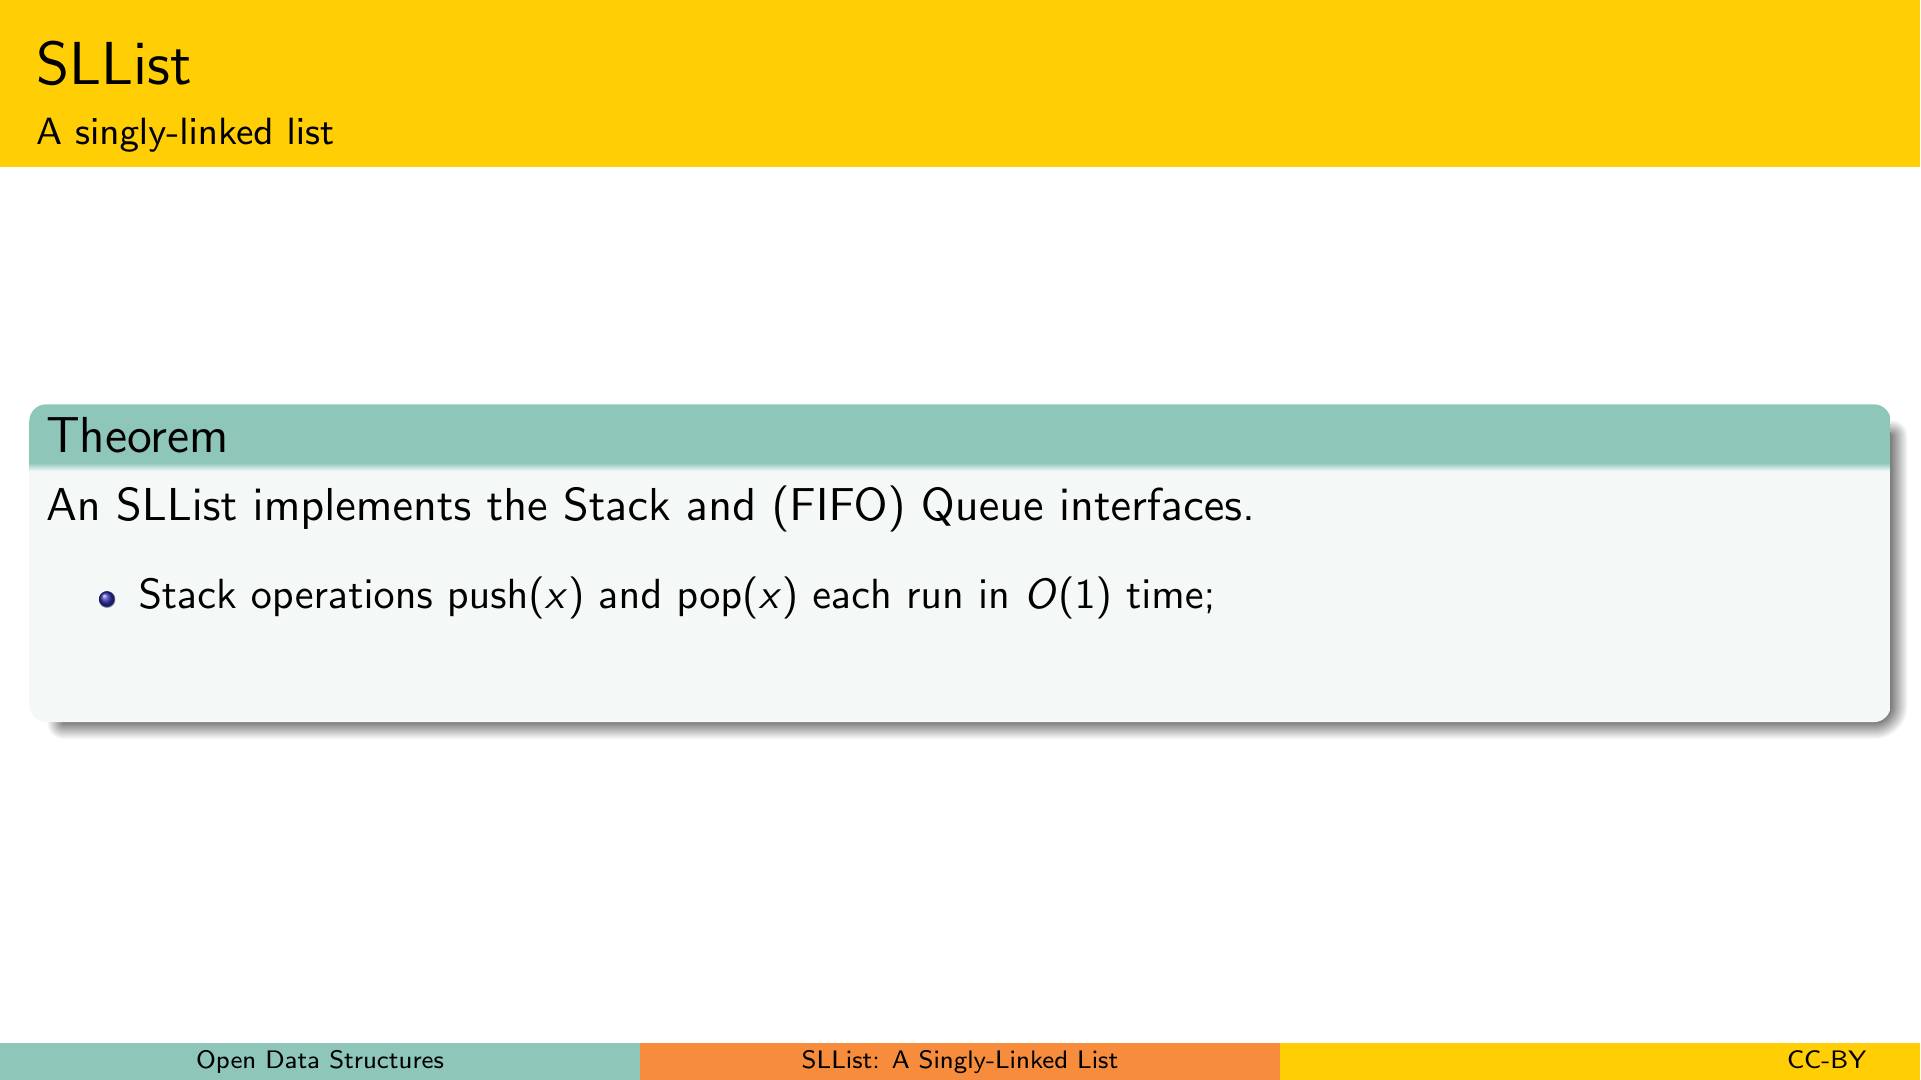 SLList
A singly-linked list
Theorem
An SLList implements the Stack and (FIFO) Queue interfaces.
Stack operations push(x) and pop(x) each run in O(1) time;
Open Data Structures
SLList: A Singly-Linked List
CC-BY